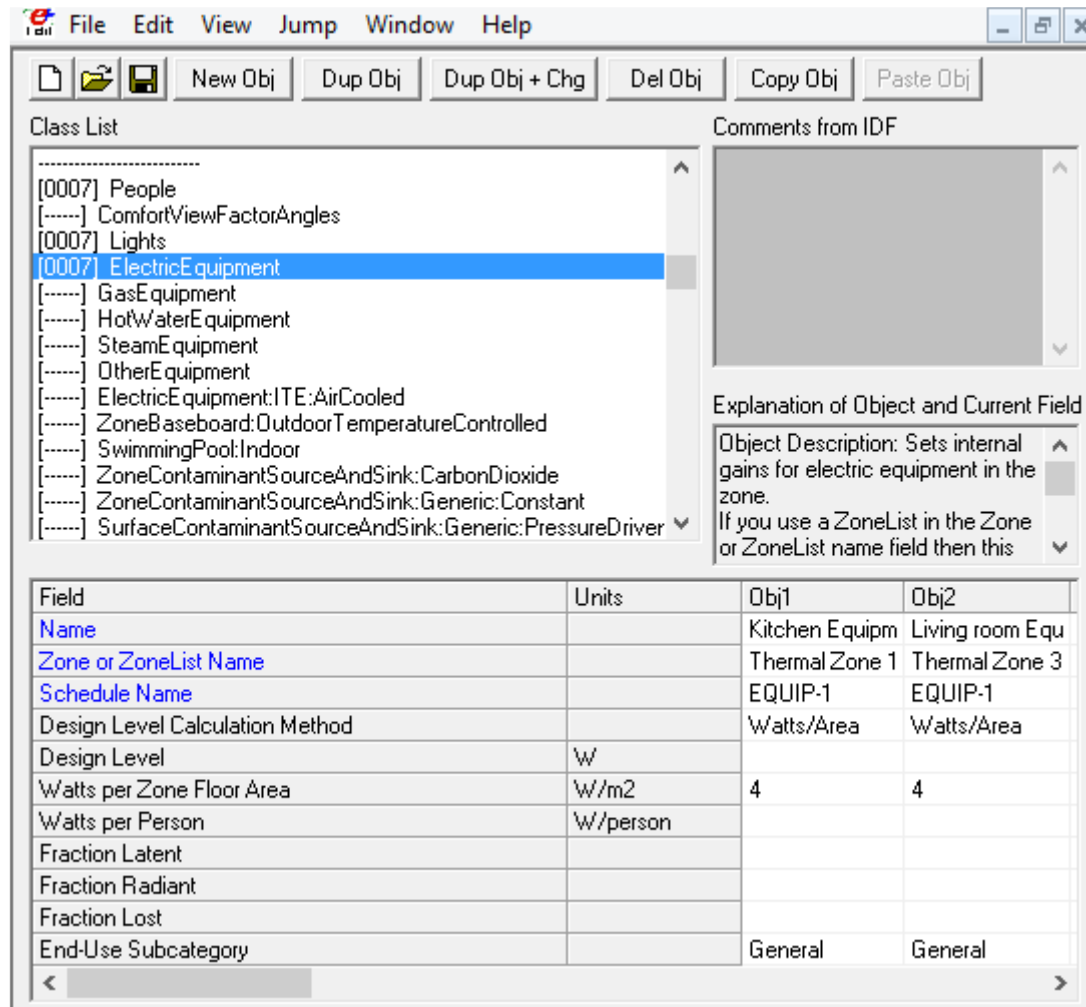 File Edit View Jump Window Help
New Obj Dup Obj Dup Obj + Chg Del Obj Copy Obj Paste Obj
Class List
Comments from IDF
----------------------------
[0007] People
[------] ComfortViewFactorAngles
[0007] Lights
[0007] ElectricEquipment
[------] GasEquipment
[------] HotWaterEquipment
[------] SteamEquipment
[------] OtherEquipment
[------] ElectricEquipment:ITE:AirCooled
[------] ZoneBaseboard:OutdoorTemperatureControlled
[------] SwimmingPool:Indoor
[------] ZoneContaminantSourceAndSink:CarbonDioxide
[------] ZoneContaminantSourceAndSink:Generic:Constant
[------] SurfaceContaminantSourceAndSink:Generic:PressureDriven
Explanation of Object and Current Field
Object Description: Sets internal
gains for electric equipment in the
zone.
If you use a ZoneList in the Zone
or ZoneList name field then this
Field Units Obj1 Obj2
Name Kitchen Equipm Living room Equ
Zone or ZoneList Name Thermal Zone 1 Thermal Zone 3
Schedule Name EQUIP-1 EQUIP-1
Design Level Calculation Method Watts/Area Watts/Area
Design Level W
Watts per Zone Floor Area W/m2 4 4
Watts per Person W/person
Fraction Latent
Fraction Radiant
Fraction Lost
End-Use Subcategory General General